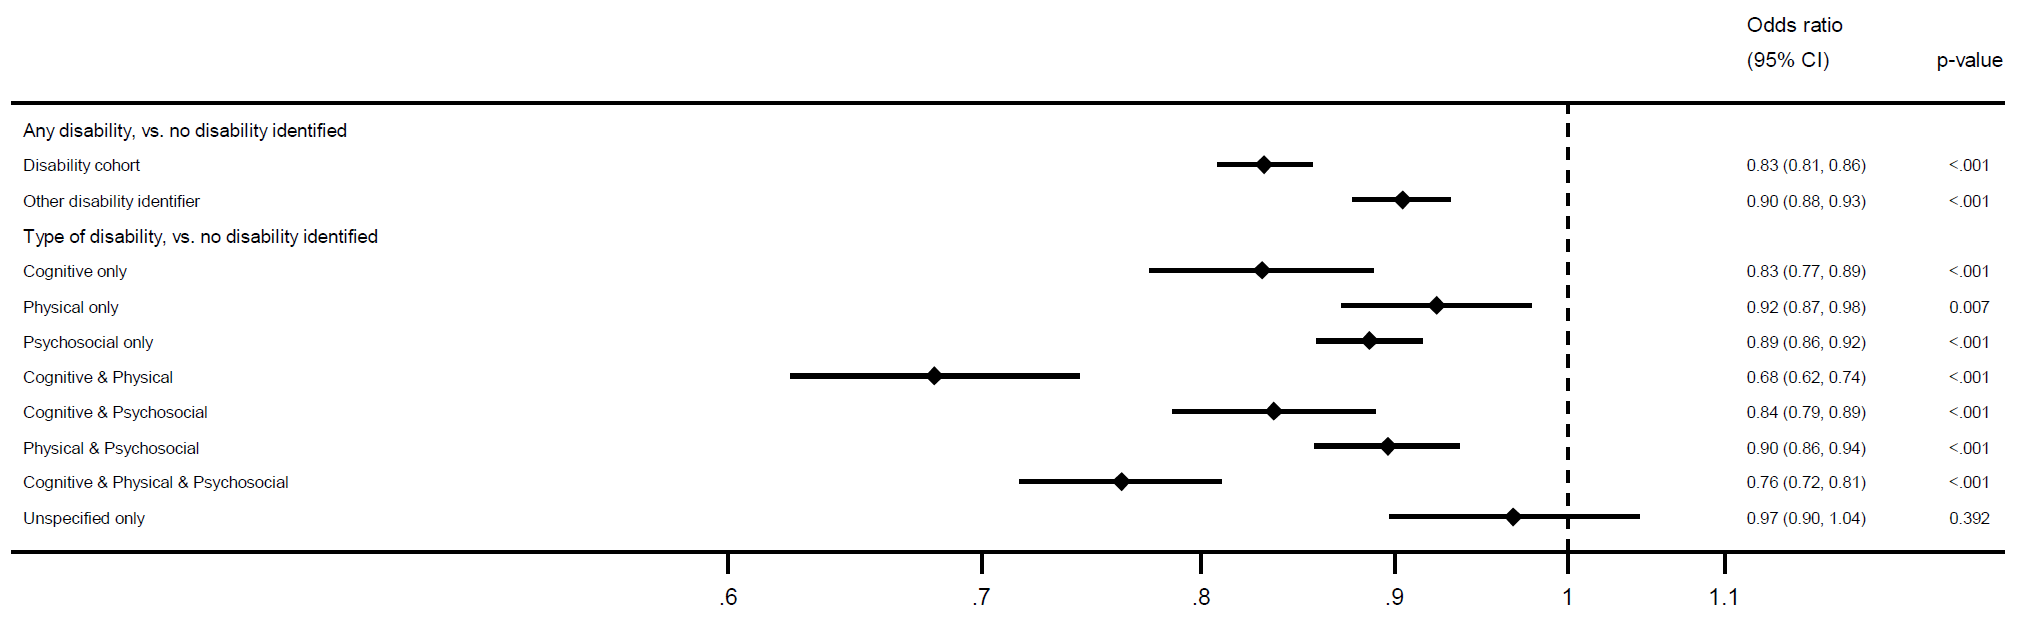 Odds ratio
(95% CI) p-value
Any disability, vs. no disability identified
Disability cohort 0.83 (0.81, 0.86) <.001
Other disability identifier 0.90 (0.88, 0.93) <.001
Type of disability, vs. no disability identified
Cognitive only 0.83 (0.77, 0.89) <.001
Physical only 0.92 (0.87, 0.98) 0.007
Psychosocial only 0.89 (0.86, 0.92) <.001
Cognitive & Physical 0.68 (0.62, 0.74) <.001
Cognitive & Psychosocial 0.84 (0.79, 0.89) <.001
Physical & Psychosocial 0.90 (0.86, 0.94) <.001
Cognitive & Physical & Psychosocial 0.76 (0.72, 0.81) <.001
Unspecified only 0.97 (0.90, 1.04) 0.392
.6 .7 .8 .9 1 1.1